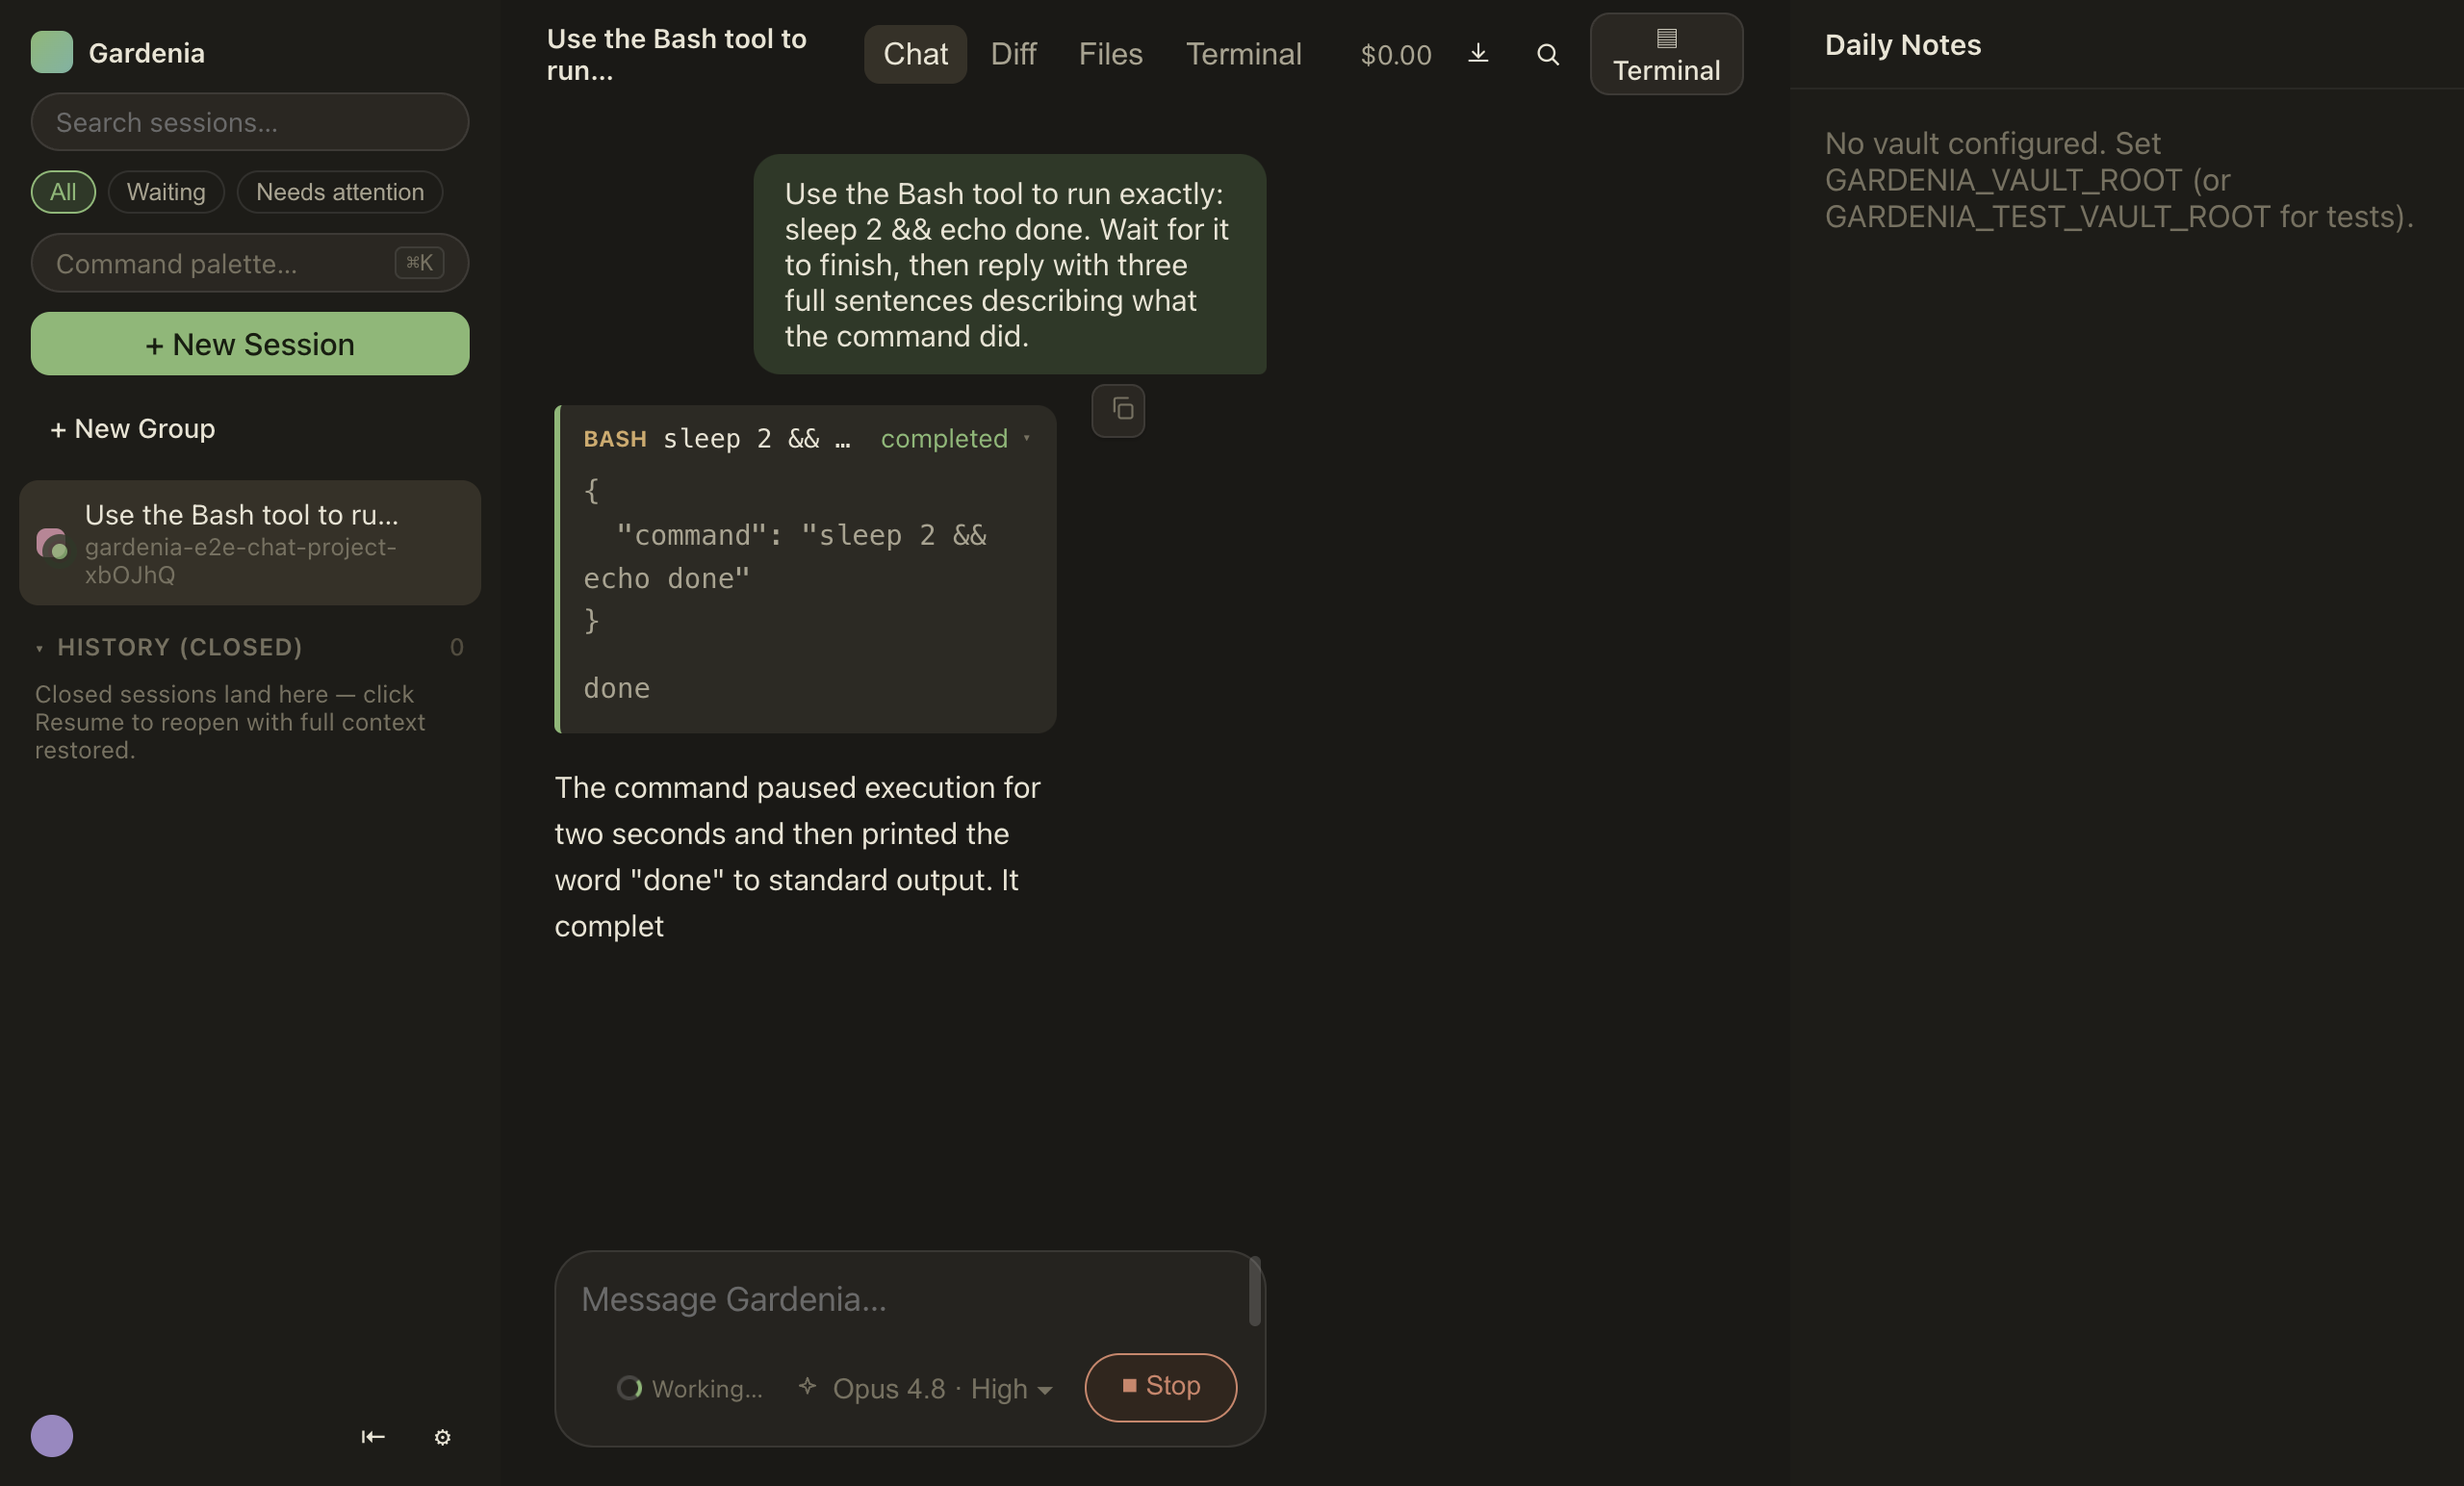 Gardenia
Search sessions...
All
Waiting
Needs attention
Command palette...
⌘K
+ New Session
+ New Group
Use the Bash tool to ru...
gardenia-e2e-chat-project-
xbOJhQ
HISTORY (CLOSED)
0
Closed sessions land here — click
Resume to reopen with full context
restored.
Use the Bash tool to
run...
Chat
Diff
Files
Terminal
$0.00
Terminal
Use the Bash tool to run exactly:
sleep 2 && echo done. Wait for it
to finish, then reply with three
full sentences describing what
the command did.
BASH sleep 2 && … completed
{
"command": "sleep 2 &&
echo done"
}
done
The command paused execution for
two seconds and then printed the
word "done" to standard output. It
complet
Message Gardenia...
Working...
Opus 4.8 · High
Stop
Daily Notes
No vault configured. Set
GARDENIA_VAULT_ROOT (or
GARDENIA_TEST_VAULT_ROOT for tests).